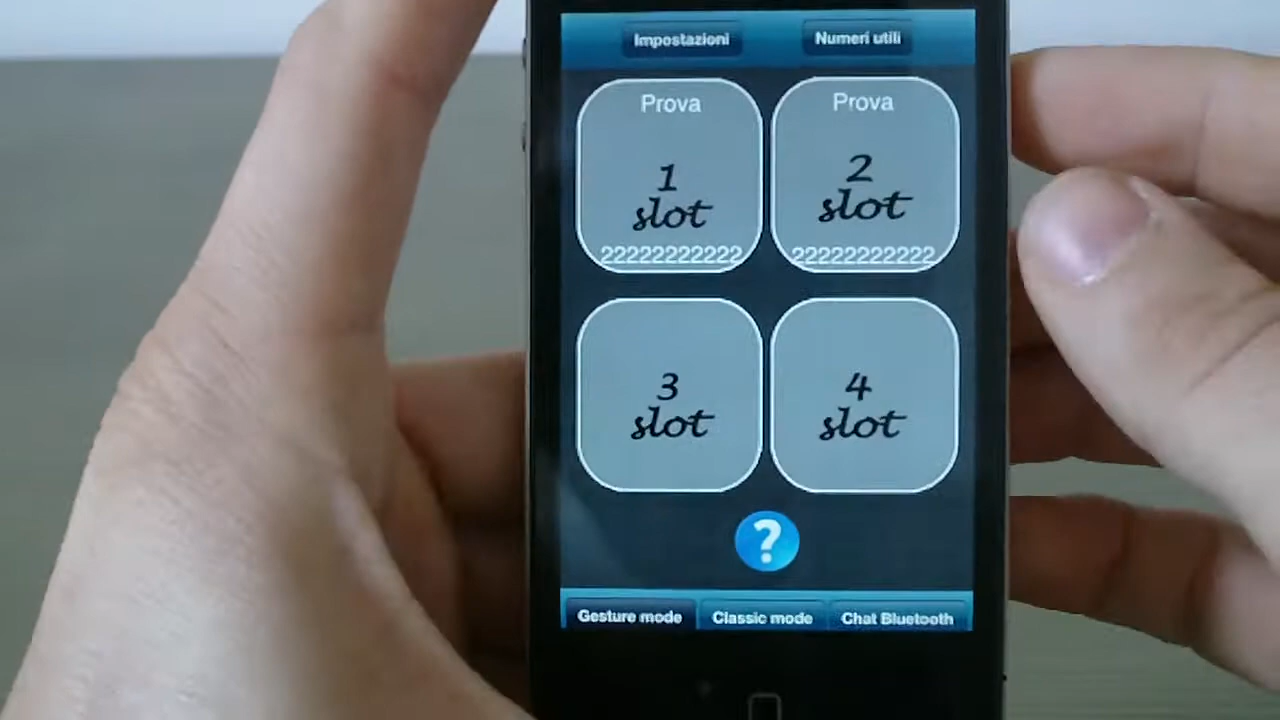 Impostazioni
Numeri utili
Prova
1
slot
22222222222
Prova
2
slot
22222222222
3
slot
4
slot
?
Gesture mode
Classic mode
Chat Bluetooth